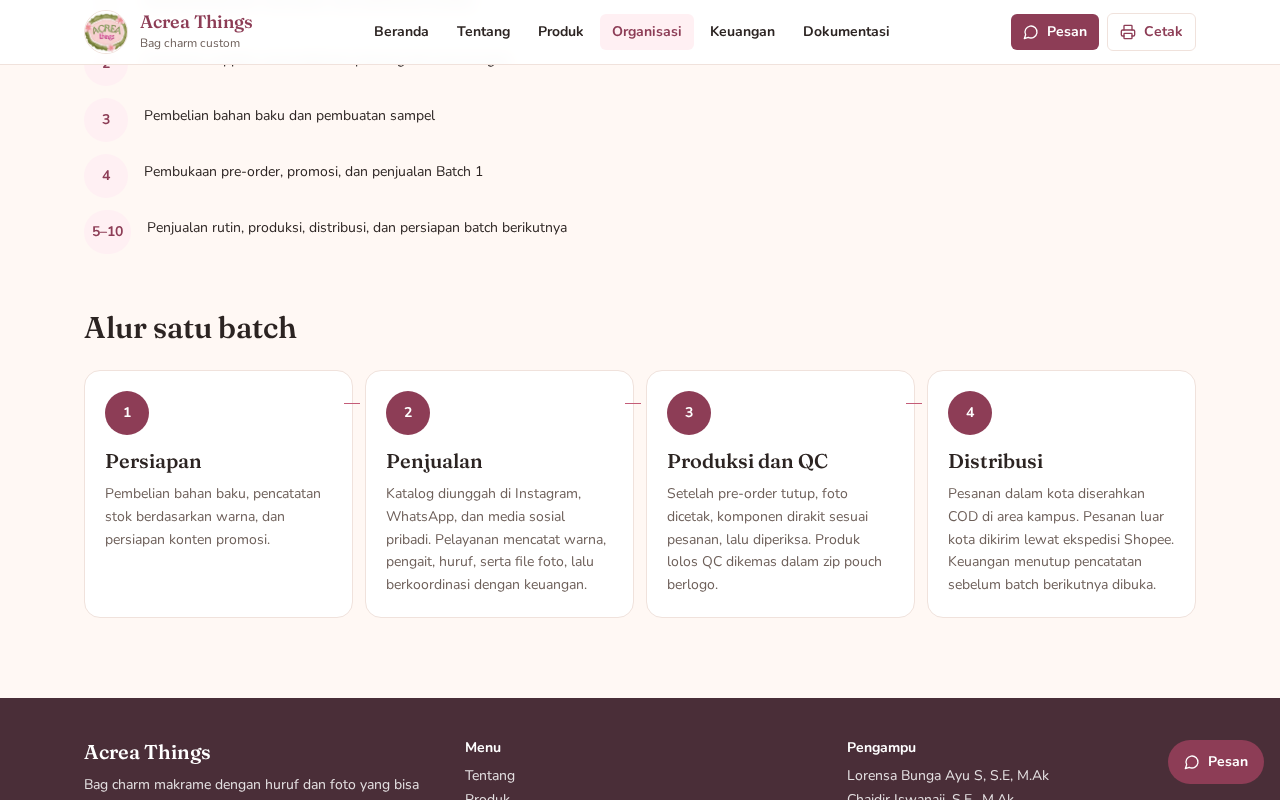 Acrea Things
Bag charm custom
Beranda
Tentang
Produk
Organisasi
Keuangan
Dokumentasi
Pesan
Cetak
2
3
Pembelian bahan baku dan pembuatan sampel
4
Pembukaan pre-order, promosi, dan penjualan Batch 1
5–10
Penjualan rutin, produksi, distribusi, dan persiapan batch berikutnya
Alur satu batch
1
Persiapan
Pembelian bahan baku, pencatatan
stok berdasarkan warna, dan
persiapan konten promosi.
2
Penjualan
Katalog diunggah di Instagram,
WhatsApp, dan media sosial
pribadi. Pelayanan mencatat warna,
pengait, huruf, serta file foto, lalu
berkoordinasi dengan keuangan.
3
Produksi dan QC
Setelah pre-order tutup, foto
dicetak, komponen dirakit sesuai
pesanan, lalu diperiksa. Produk
lolos QC dikemas dalam zip pouch
berlogo.
4
Distribusi
Pesanan dalam kota diserahkan
COD di area kampus. Pesanan luar
kota dikirim lewat ekspedisi Shopee.
Keuangan menutup pencatatan
sebelum batch berikutnya dibuka.
Acrea Things
Bag charm makrame dengan huruf dan foto yang bisa
Menu
Tentang
Produk
Pengampu
Lorensa Bunga Ayu S, S.E, M.Ak
Chaidir Iswanaji, S.E., M.Ak
Pesan